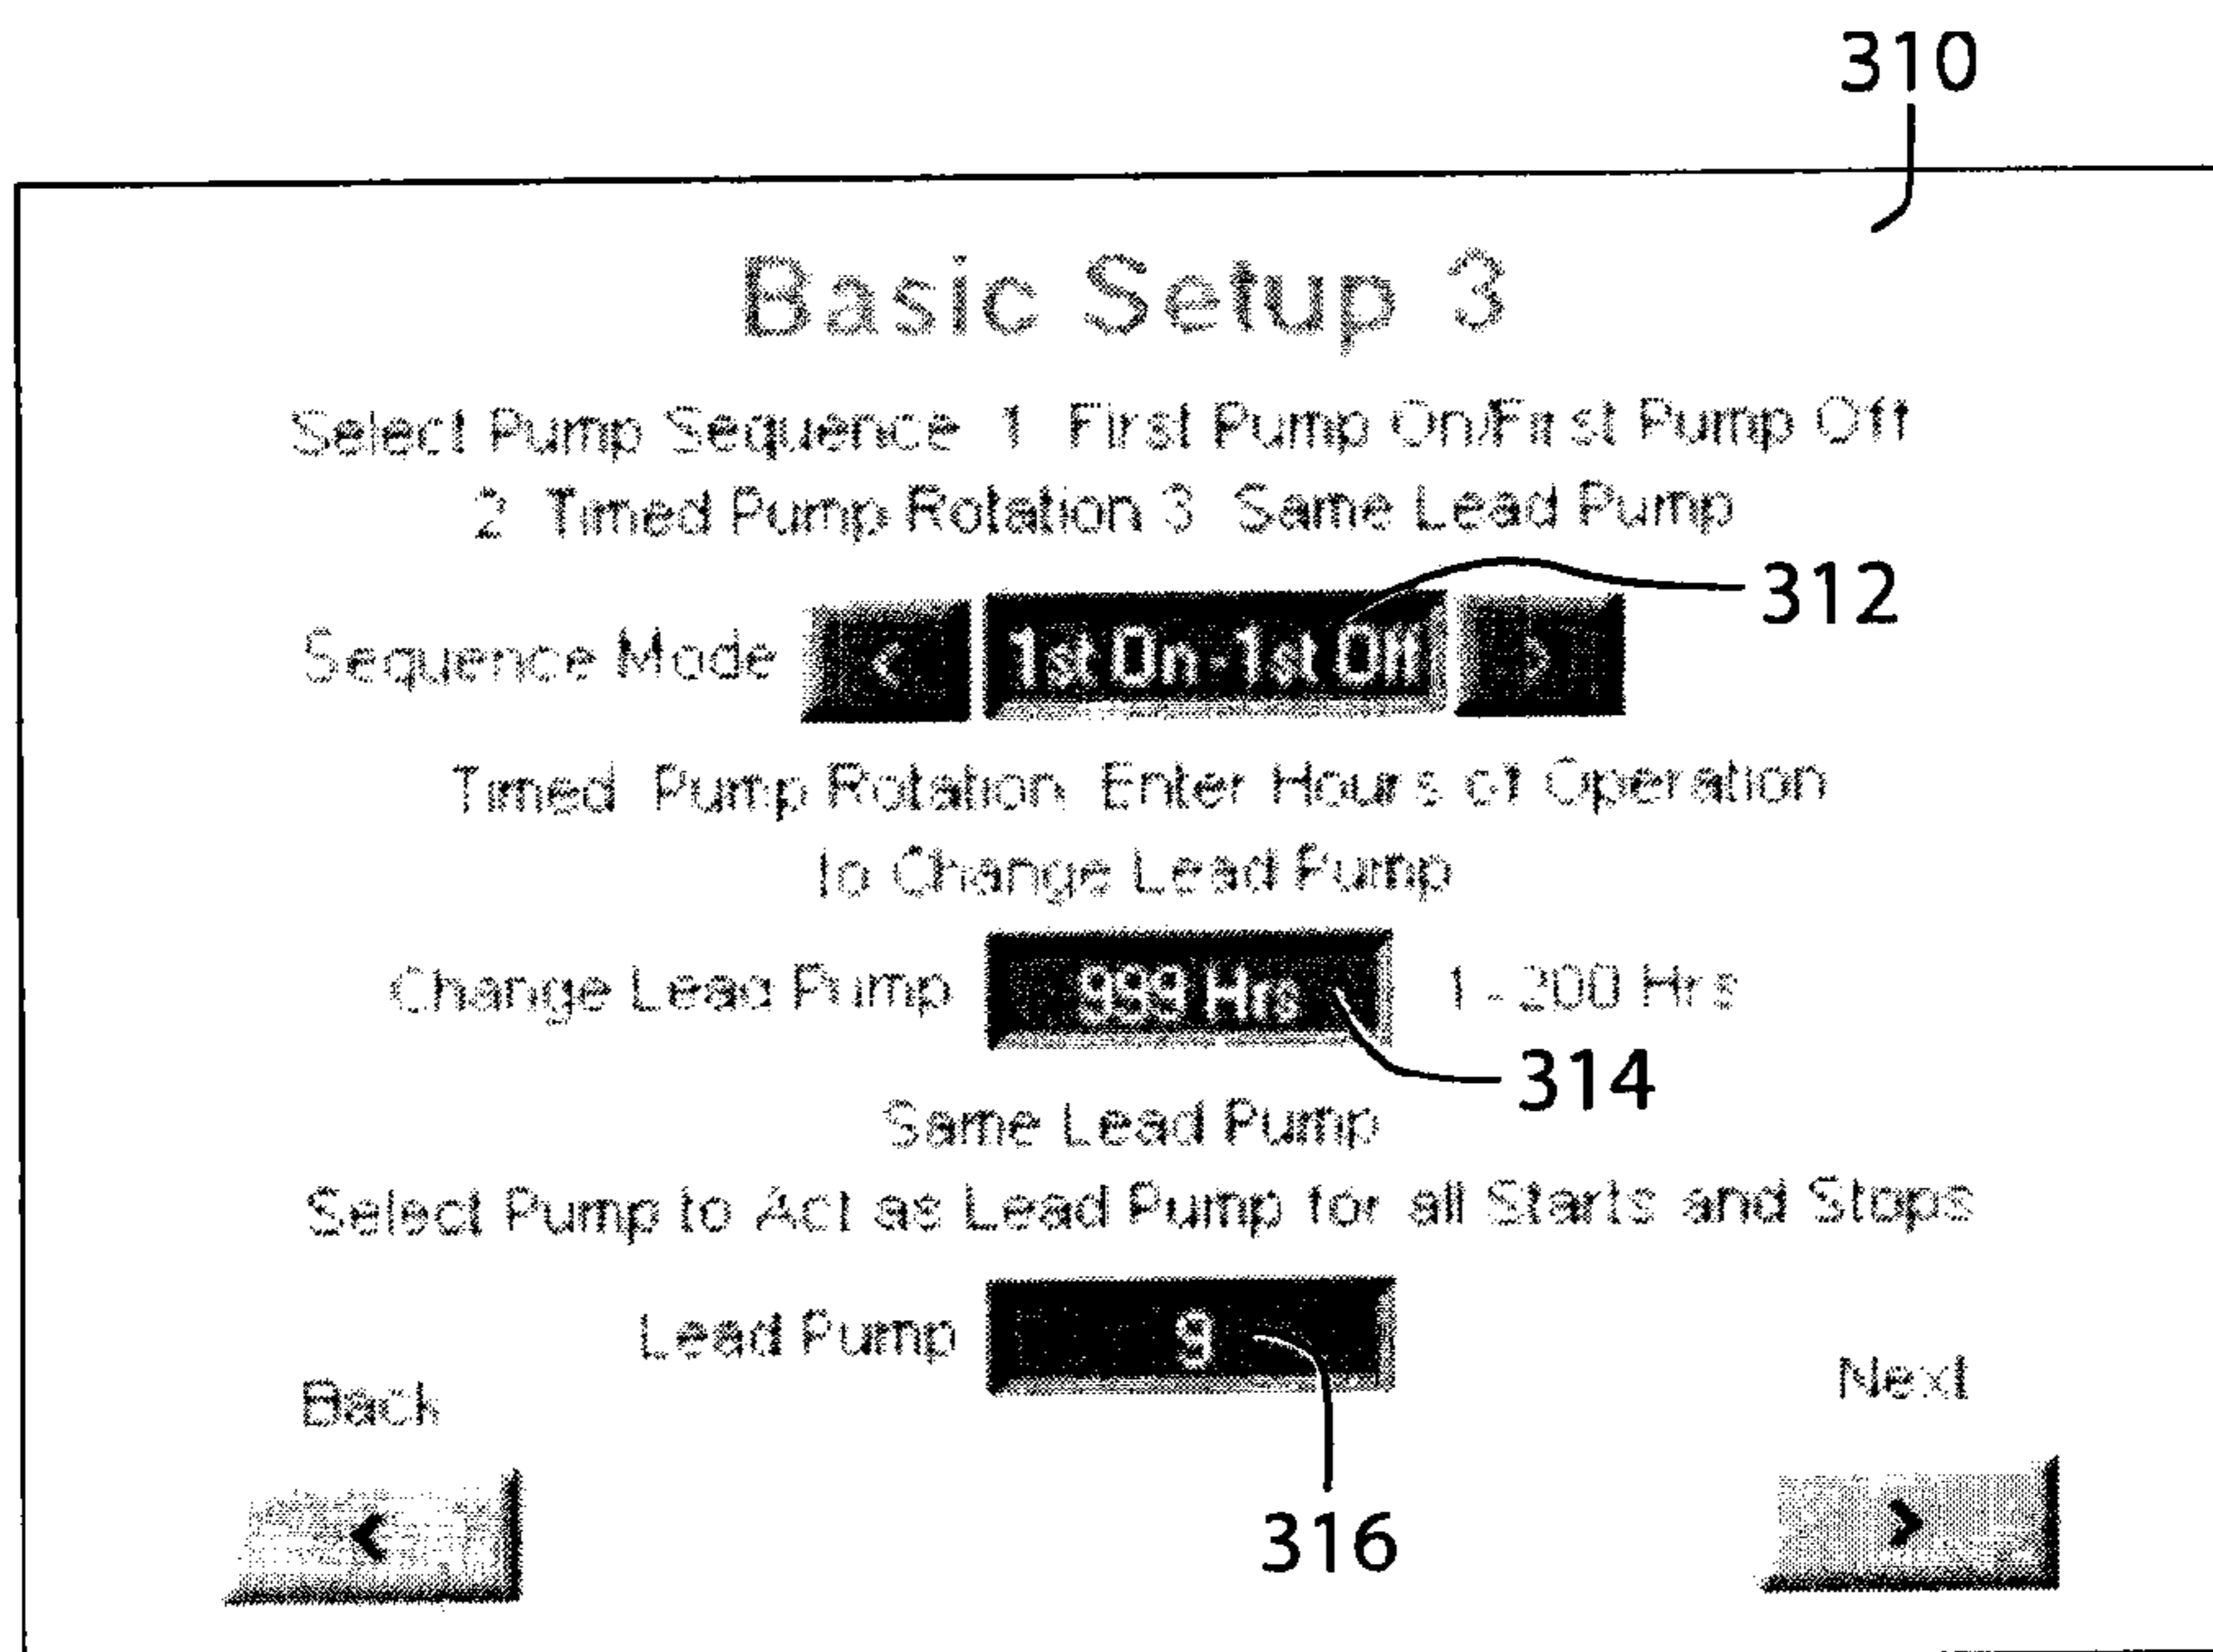 310
Basic Setup 3
Select Pump Sequence 1 First Pump On/First Pump Off
2 Timed Pump Rotation 3 Same Lead Pump
312
Sequence Mode < 1st On - 1st Off >
Timed Pump Rotation Enter Hours of Operation
to Change Lead Pump
Change Lead Pump 999 Hrs 1 - 200 Hrs
314
Same Lead Pump
Select Pump to Act as Lead Pump for all Starts and Stops
Lead Pump 9
Back Next
< >
316